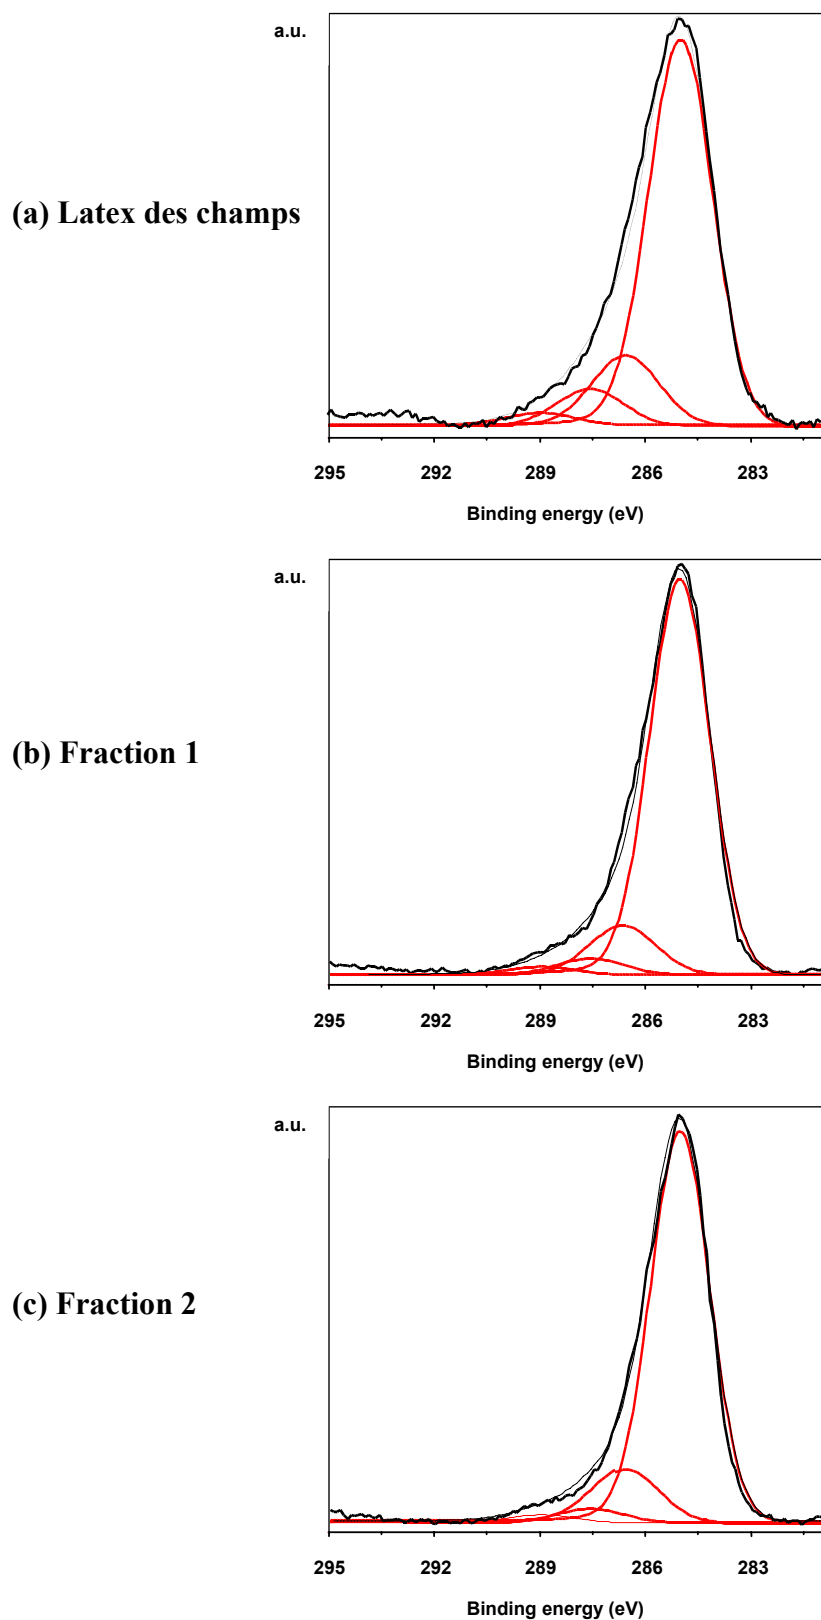 a.u.
(a) Latex des champs
295 292 289 286 283
Binding energy (eV)
a.u.
(b) Fraction 1
295 292 289 286 283
Binding energy (eV)
a.u.
(c) Fraction 2
295 292 289 286 283
Binding energy (eV)